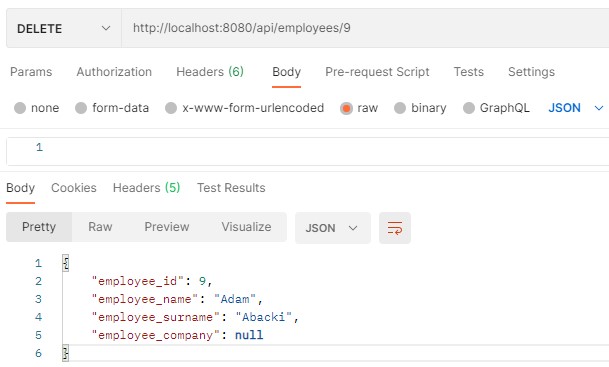 DELETE http://localhost:8080/api/employees/9
Params Authorization Headers (6) Body Pre-request Script Tests Settings
none form-data x-www-form-urlencoded raw binary GraphQL JSON
1
Body Cookies Headers (5) Test Results
Pretty Raw Preview Visualize JSON
1 {
2 "employee_id": 9,
3 "employee_name": "Adam",
4 "employee_surname": "Abacki",
5 "employee_company": null
6 }